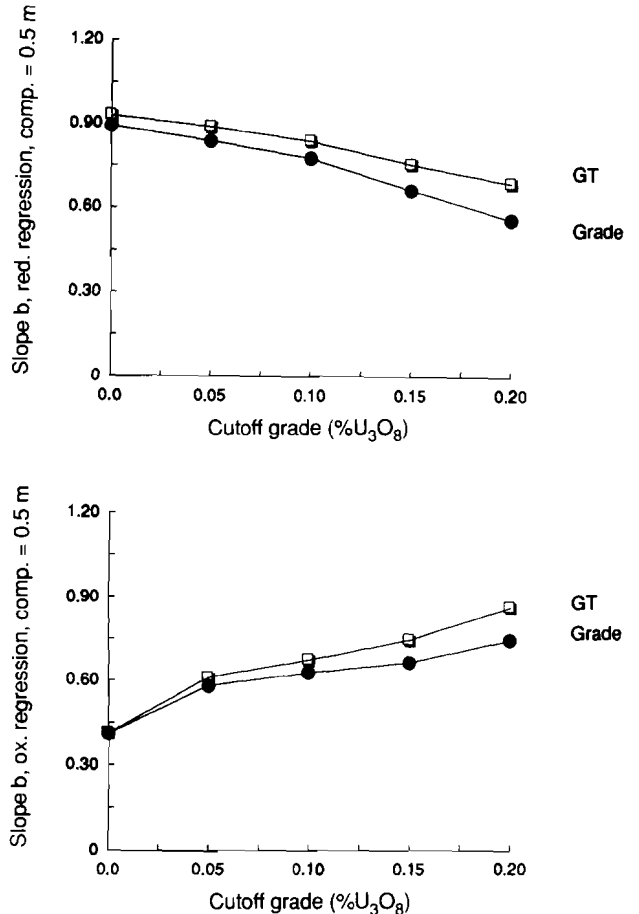 Slope b, red. regression, comp. = 0.5 m
1.20
0.90
0.60
0.30
0
GT
Grade
0.0 0.05 0.10 0.15 0.20
Cutoff grade (%U₃O₈)
Slope b, ox. regression, comp. = 0.5 m
1.20
0.90
0.60
0.30
0
GT
Grade
0.0 0.05 0.10 0.15 0.20
Cutoff grade (%U₃O₈)